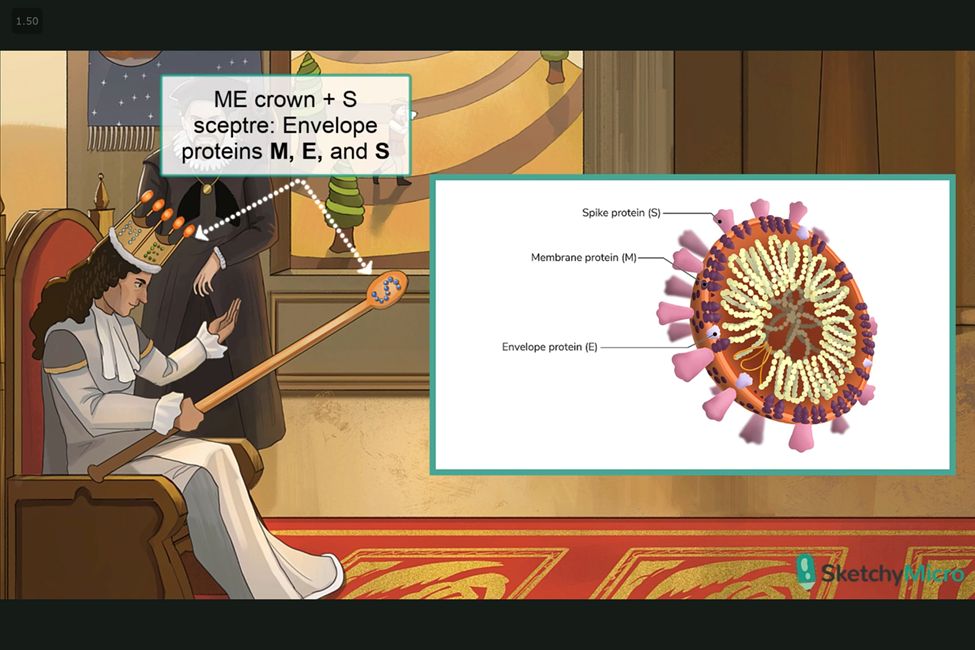 1.50
ME crown + S
sceptre: Envelope
proteins M, E, and S
Spike protein (S)
Membrane protein (M)
Envelope protein (E)
SketchyMicro